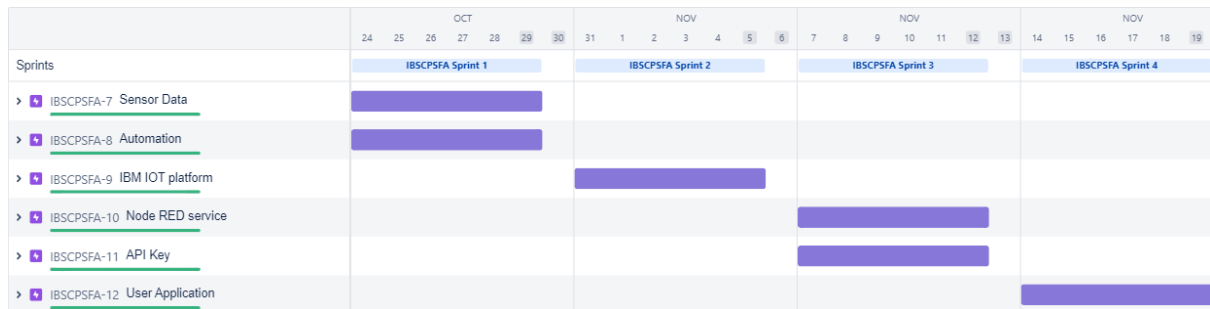 OCT NOV NOV NOV
24 25 26 27 28 29 30 31 1 2 3 4 5 6 7 8 9 10 11 12 13 14 15 16 17 18 19
Sprints IBSCPSFA Sprint 1 IBSCPSFA Sprint 2 IBSCPSFA Sprint 3 IBSCPSFA Sprint 4
IBSCPSFA-7 Sensor Data
IBSCPSFA-8 Automation
IBSCPSFA-9 IBM IOT platform
IBSCPSFA-10 Node RED service
IBSCPSFA-11 API Key
IBSCPSFA-12 User Application